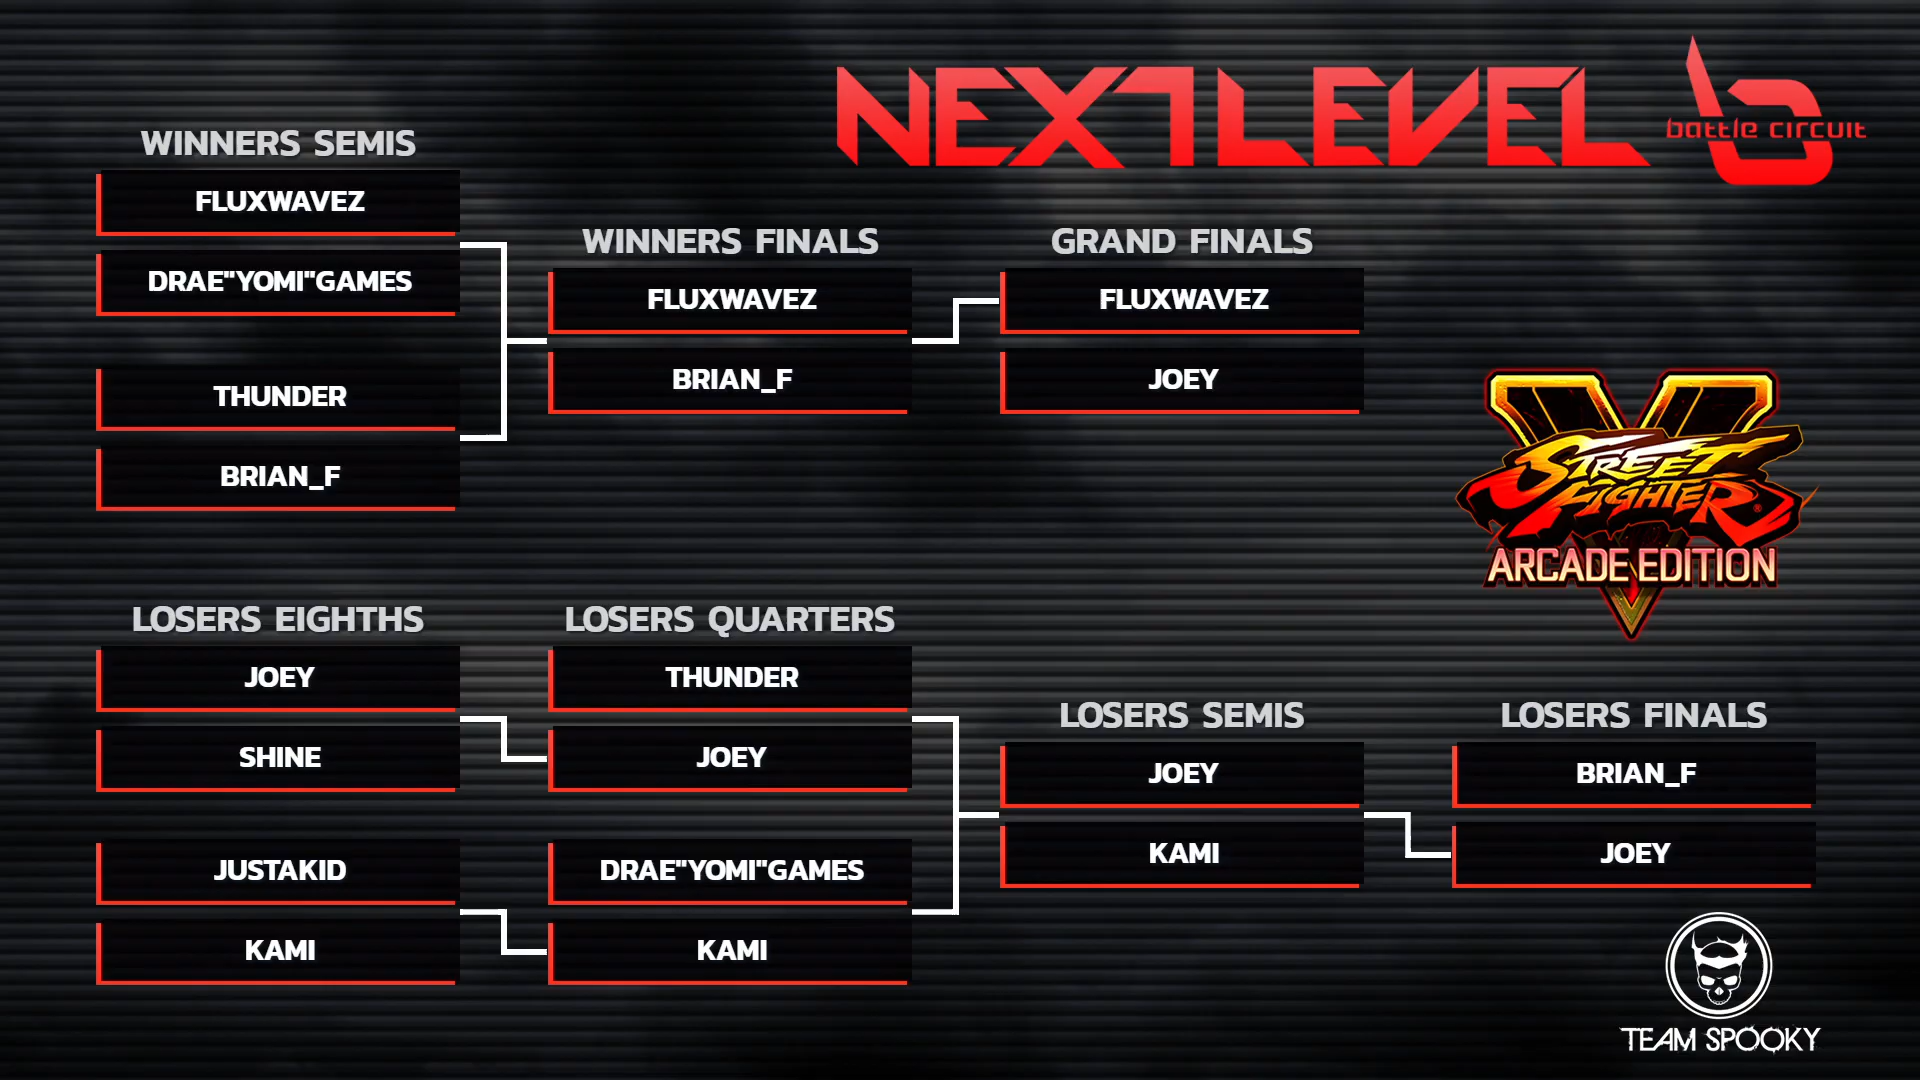 NEXT LEVEL
battle circuit
WINNERS SEMIS
FLUXWAVEZ
DRAE"YOMI"GAMES
THUNDER
BRIAN_F
WINNERS FINALS
FLUXWAVEZ
BRIAN_F
GRAND FINALS
FLUXWAVEZ
JOEY
V
STREET
FIGHTER®
ARCADE EDITION
LOSERS EIGHTHS
JOEY
SHINE
JUSTAKID
KAMI
LOSERS QUARTERS
THUNDER
JOEY
DRAE"YOMI"GAMES
KAMI
LOSERS SEMIS
JOEY
KAMI
LOSERS FINALS
BRIAN_F
JOEY
TEAM SPOOKY